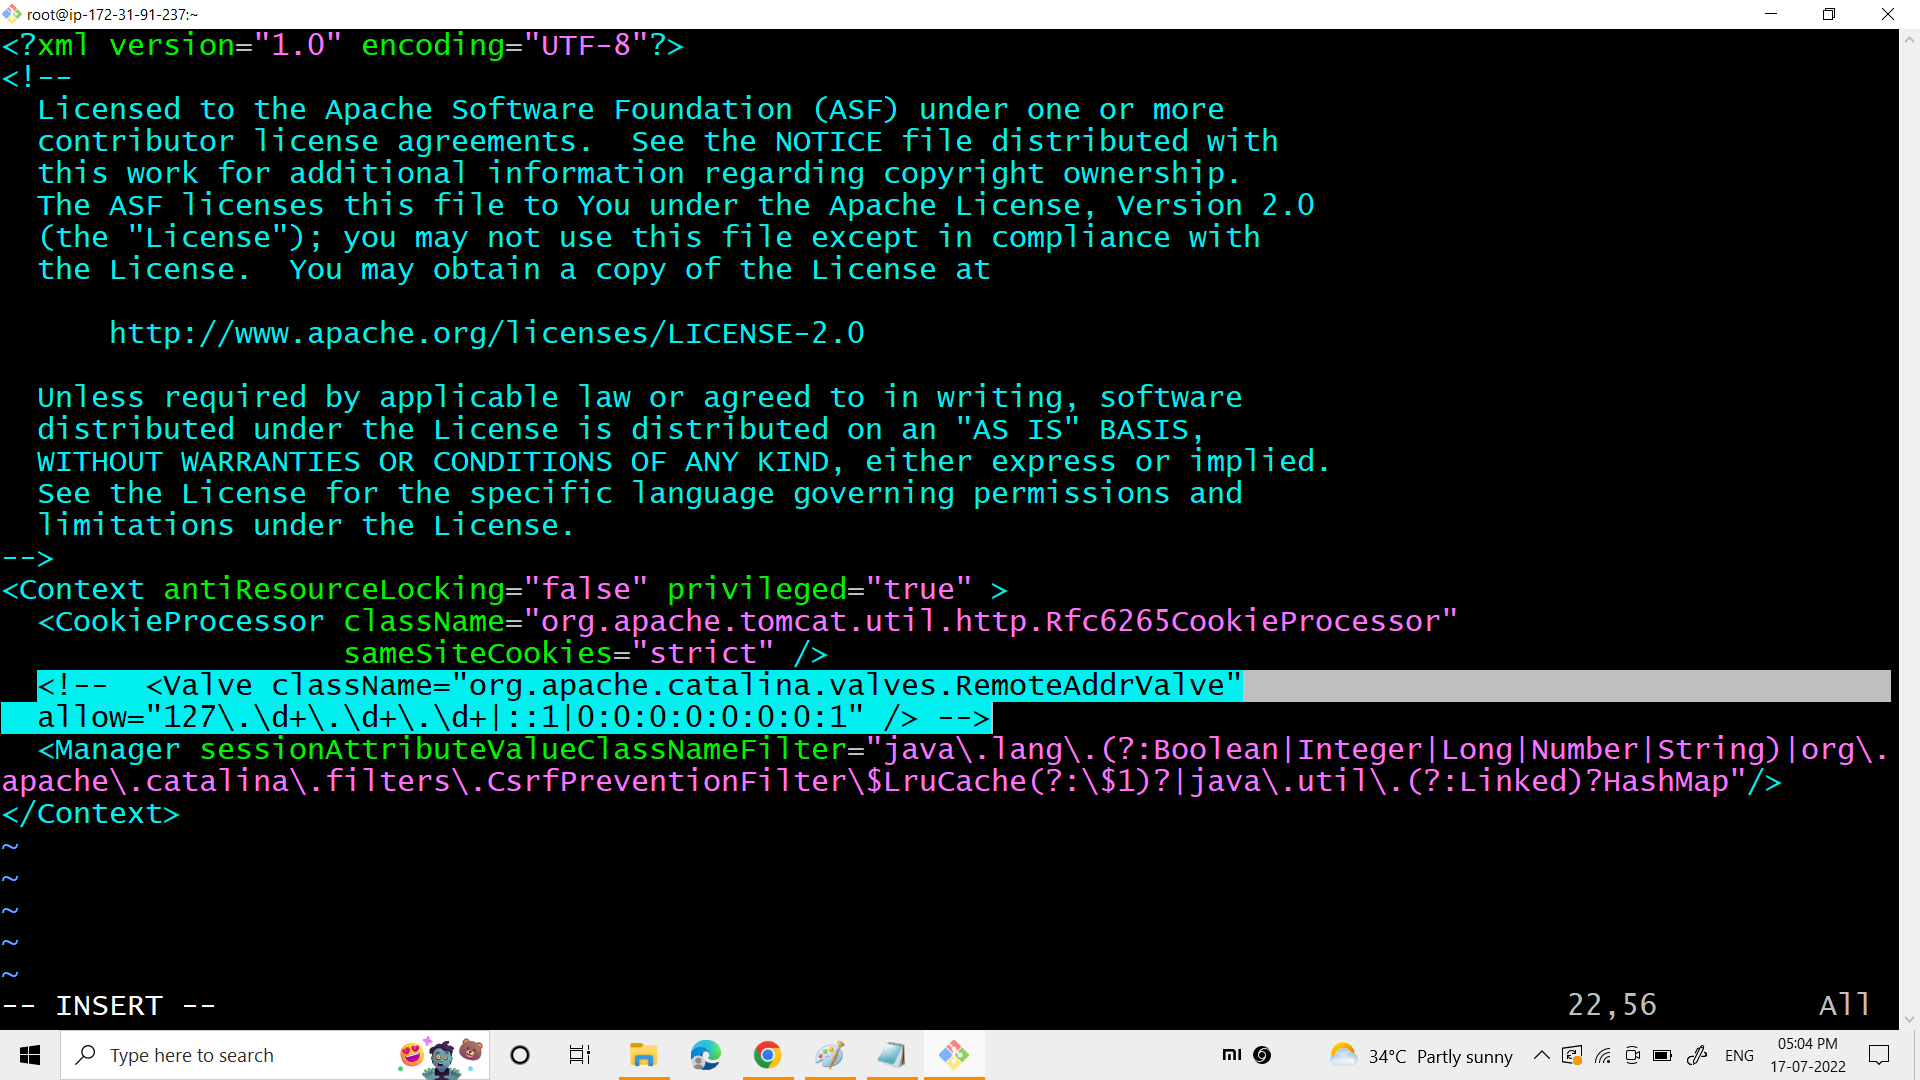 root@ip-172-31-91-237:~
<?xml version="1.0" encoding="UTF-8"?>
<!--
  Licensed to the Apache Software Foundation (ASF) under one or more
  contributor license agreements.  See the NOTICE file distributed with
  this work for additional information regarding copyright ownership.
  The ASF licenses this file to You under the Apache License, Version 2.0
  (the "License"); you may not use this file except in compliance with
  the License.  You may obtain a copy of the License at

      http://www.apache.org/licenses/LICENSE-2.0

  Unless required by applicable law or agreed to in writing, software
  distributed under the License is distributed on an "AS IS" BASIS,
  WITHOUT WARRANTIES OR CONDITIONS OF ANY KIND, either express or implied.
  See the License for the specific language governing permissions and
  limitations under the License.
-->
<Context antiResourceLocking="false" privileged="true" >
  <CookieProcessor className="org.apache.tomcat.util.http.Rfc6265CookieProcessor"
                   sameSiteCookies="strict" />
  <!--  <Valve className="org.apache.catalina.valves.RemoteAddrValve"
  allow="127\.\d+\.\d+\.\d+|::1|0:0:0:0:0:0:0:1" /> -->
  <Manager sessionAttributeValueClassNameFilter="java\.lang\.(?:Boolean|Integer|Long|Number|String)|org\.
apache\.catalina\.filters\.CsrfPreventionFilter\$LruCache(?:\$1)?|java\.util\.(?:Linked)?HashMap"/>
</Context>
~
~
~
~
~
-- INSERT --    22,56    All
Type here to search    34°C Partly sunny    ENG    05:04 PM
17-07-2022